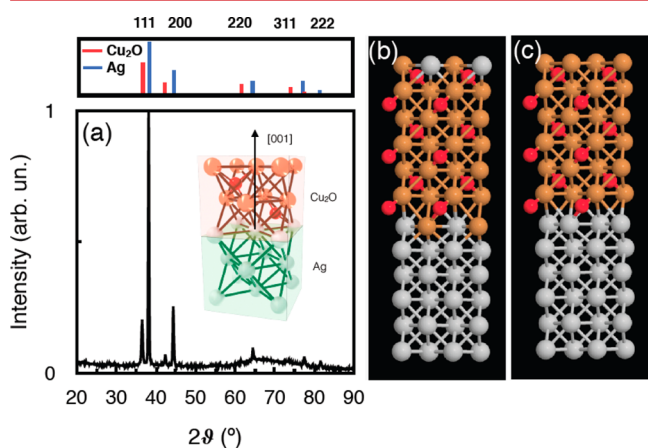 111 200 220 311 222
Cu₂O
Ag
(a)
[001]
Cu₂O
Ag
1
0
Intensity (arb. un.)
20 30 40 50 60 70 80 90
2ϑ (º)
(b)
(c)